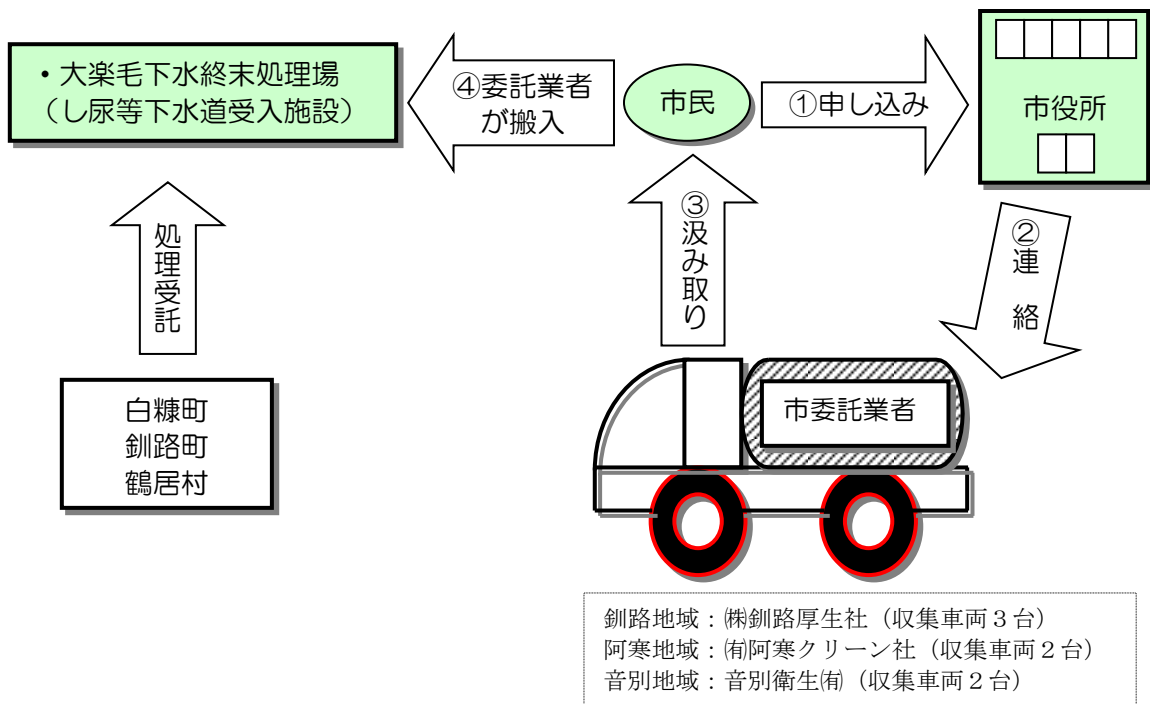 ・大楽毛下水終末処理場
（し尿等下水道受入施設）
④委託業者
が搬入
市民
①申し込み
市役所
処理受託
③汲み取り
②連　絡
白糠町
釧路町
鶴居村
市委託業者
釧路地域：㈱釧路厚生社（収集車両３台）
阿寒地域：㈲阿寒クリーン社（収集車両２台）
音別地域：音別衛生㈲（収集車両２台）